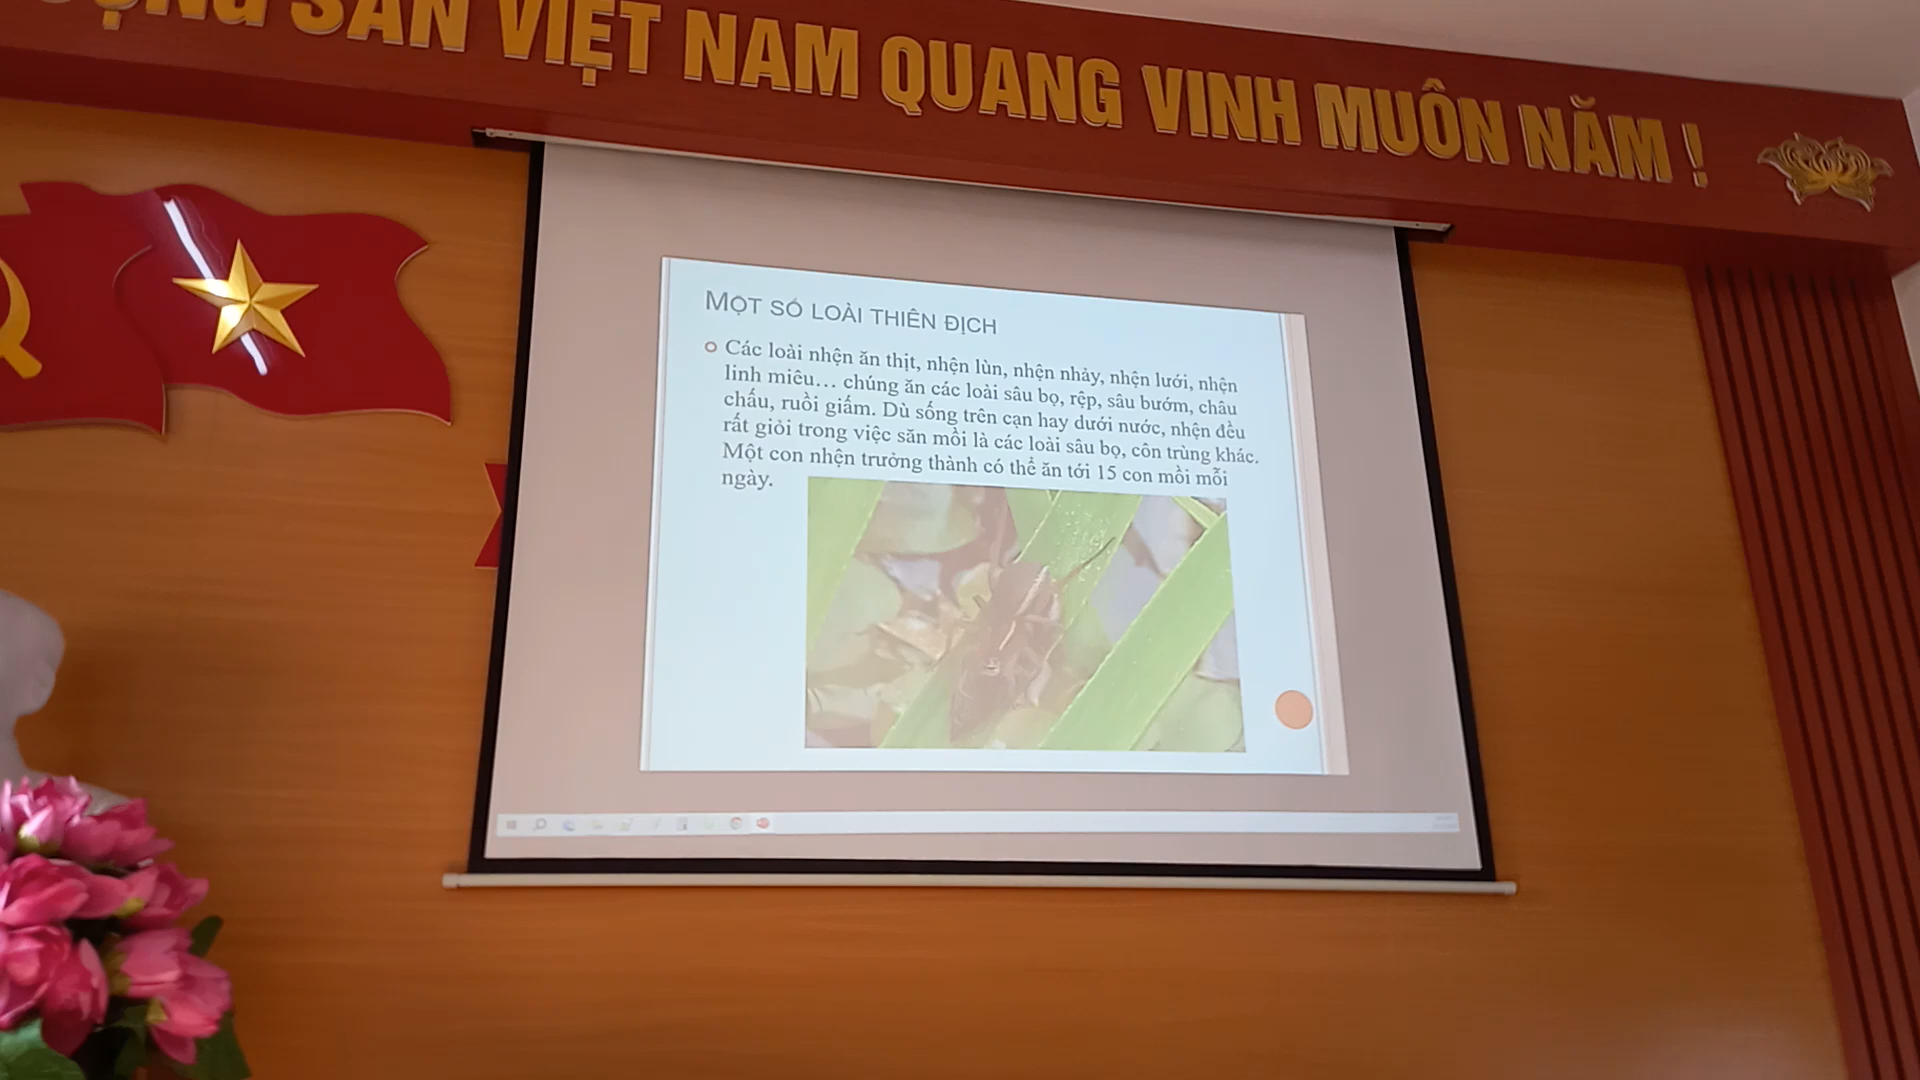 SẢN VIỆT NAM QUANG VINH MUÔN NĂM !
MỘT SỐ LOÀI THIÊN ĐỊCH
Các loài nhện ăn thịt, nhện lùn, nhện nhảy, nhện lưới, nhện
linh miêu… chúng ăn các loài sâu bọ, rệp, sâu bướm, châu
chấu, ruồi giấm. Dù sống trên cạn hay dưới nước, nhện đều
rất giỏi trong việc săn mồi là các loài sâu bọ, côn trùng khác.
Một con nhện trưởng thành có thể ăn tới 15 con mồi mỗi
ngày.